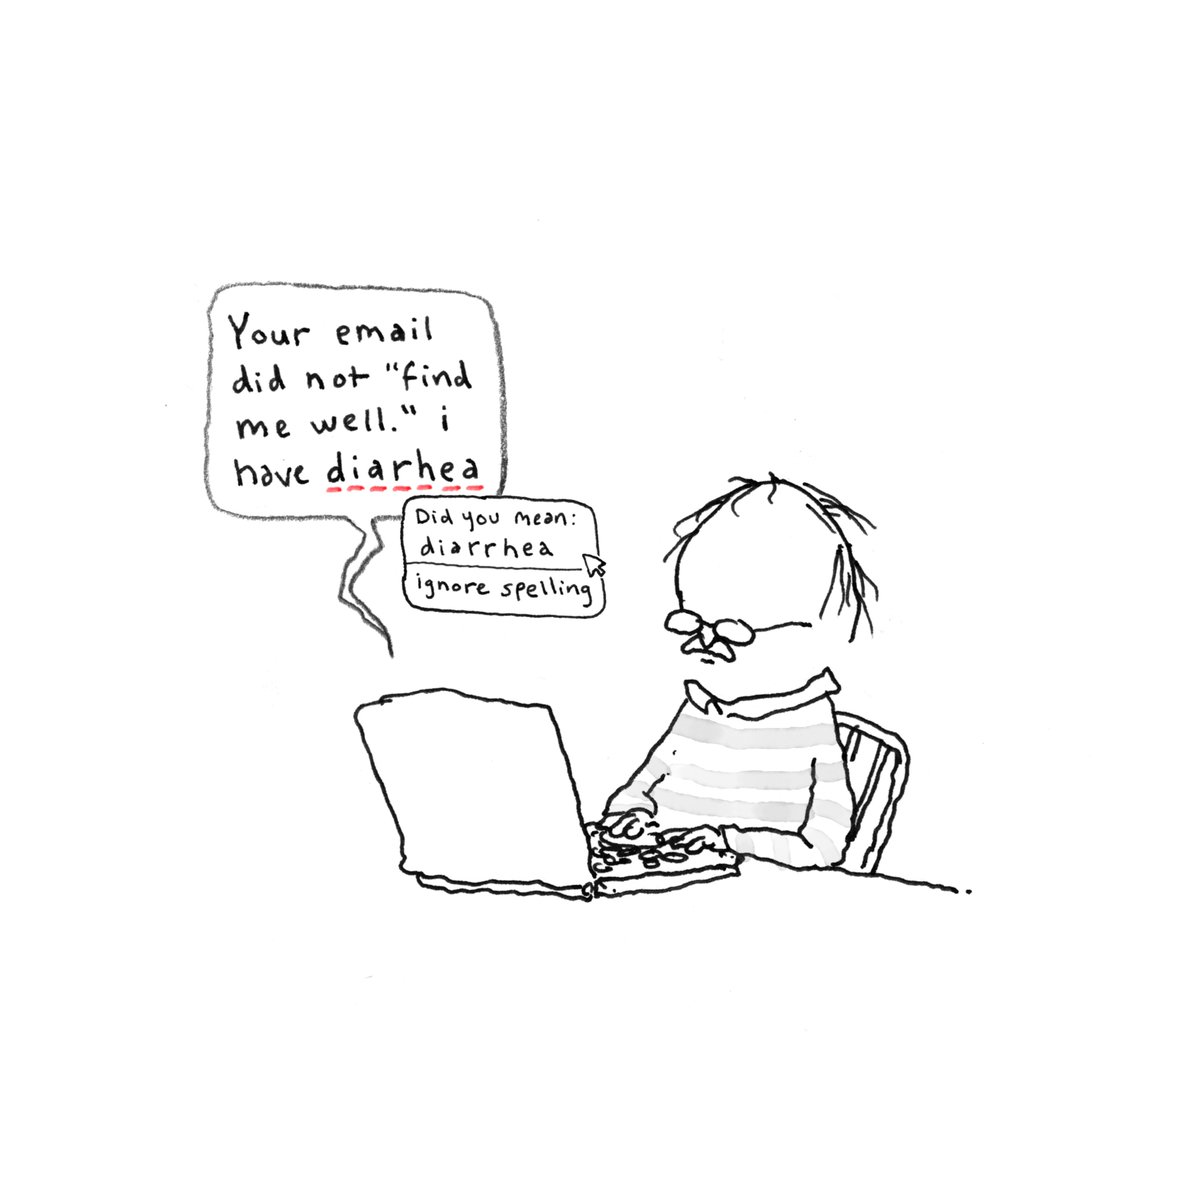 Your email
did not "find
me well." i
have diarhea
Did you mean:
diarrhea
ignore spelling